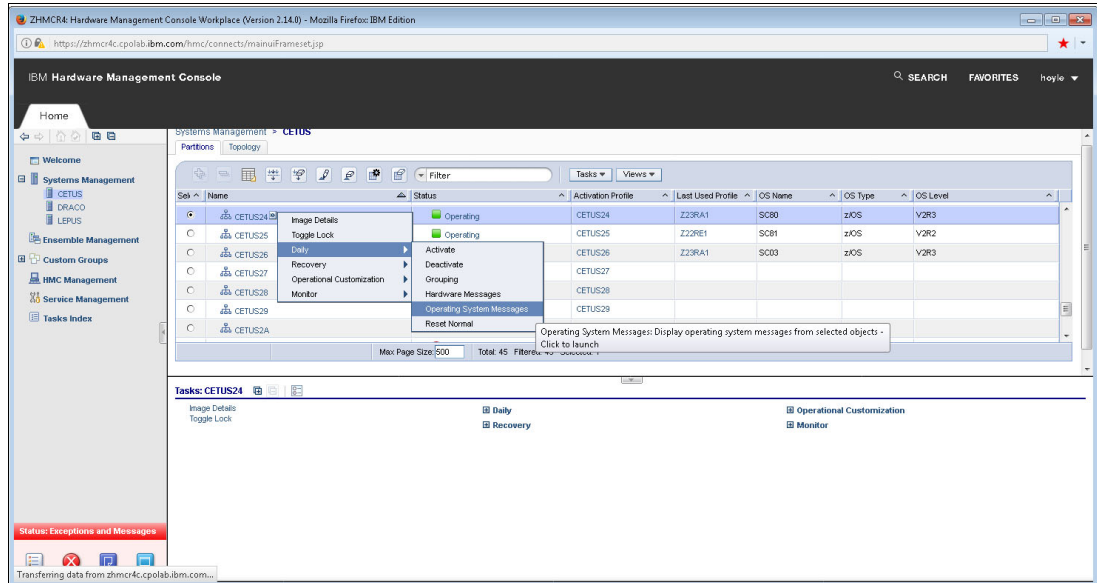 ZHMCR4: Hardware Management Console Workplace (Version 2.14.0) - Mozilla Firefox: IBM Edition
https://zhmcr4c.cpolab.ibm.com/hmc/connects/mainuiFrameset.jsp
IBM Hardware Management Console
SEARCH FAVORITES hoyle
Home
Systems Management > CETUS
Partitions Topology
Welcome
Systems Management
CETUS
DRACO
LEPUS
Ensemble Management
Custom Groups
HMC Management
Service Management
Tasks Index
Filter Tasks Views
Sel Name Status Activation Profile Last Used Profile OS Name OS Type OS Level
CETUS24 Operating CETUS24 Z23RA1 SC80 z/OS V2R3
CETUS25 Operating CETUS25 Z22RE1 SC81 z/OS V2R2
CETUS26 CETUS26 Z23RA1 SC03 z/OS V2R3
CETUS27 CETUS27
CETUS28 CETUS28
CETUS29 CETUS29
CETUS2A
Image Details
Toggle Lock
Daily
Recovery
Operational Customization
Monitor
Activate
Deactivate
Grouping
Hardware Messages
Operating System Messages
Reset Normal
Operating System Messages: Display operating system messages from selected objects -
Click to launch
Max Page Size: 500 Total: 45 Filtered: 45 Selected: 1
Tasks: CETUS24
Image Details
Toggle Lock
Daily
Recovery
Operational Customization
Monitor
Status: Exceptions and Messages
Transferring data from zhmcr4c.cpolab.ibm.com...